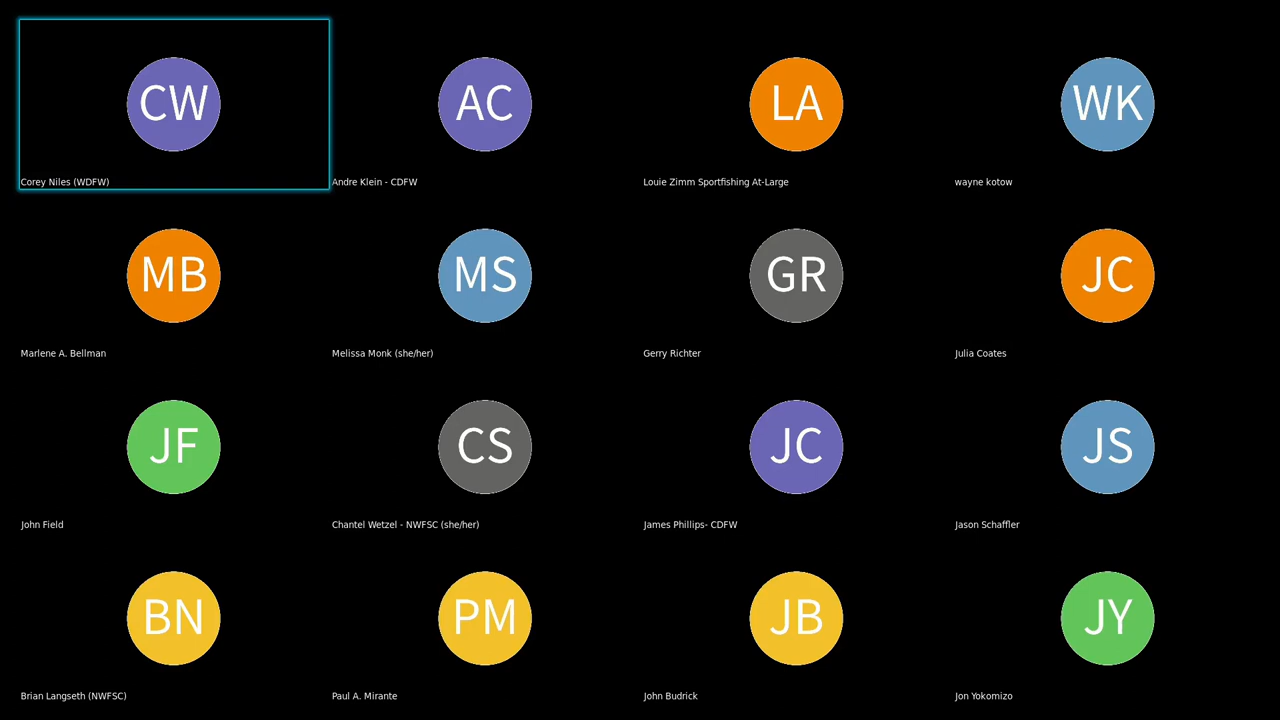 CW
AC
LA
WK
Corey Niles (WDFW)
Andre Klein - CDFW
Louie Zimm Sportfishing At-Large
wayne kotow
MB
MS
GR
JC
Marlene A. Bellman
Melissa Monk (she/her)
Gerry Richter
Julia Coates
JF
CS
JC
JS
John Field
Chantel Wetzel - NWFSC (she/her)
James Phillips- CDFW
Jason Schaffler
BN
PM
JB
JY
Brian Langseth (NWFSC)
Paul A. Mirante
John Budrick
Jon Yokomizo